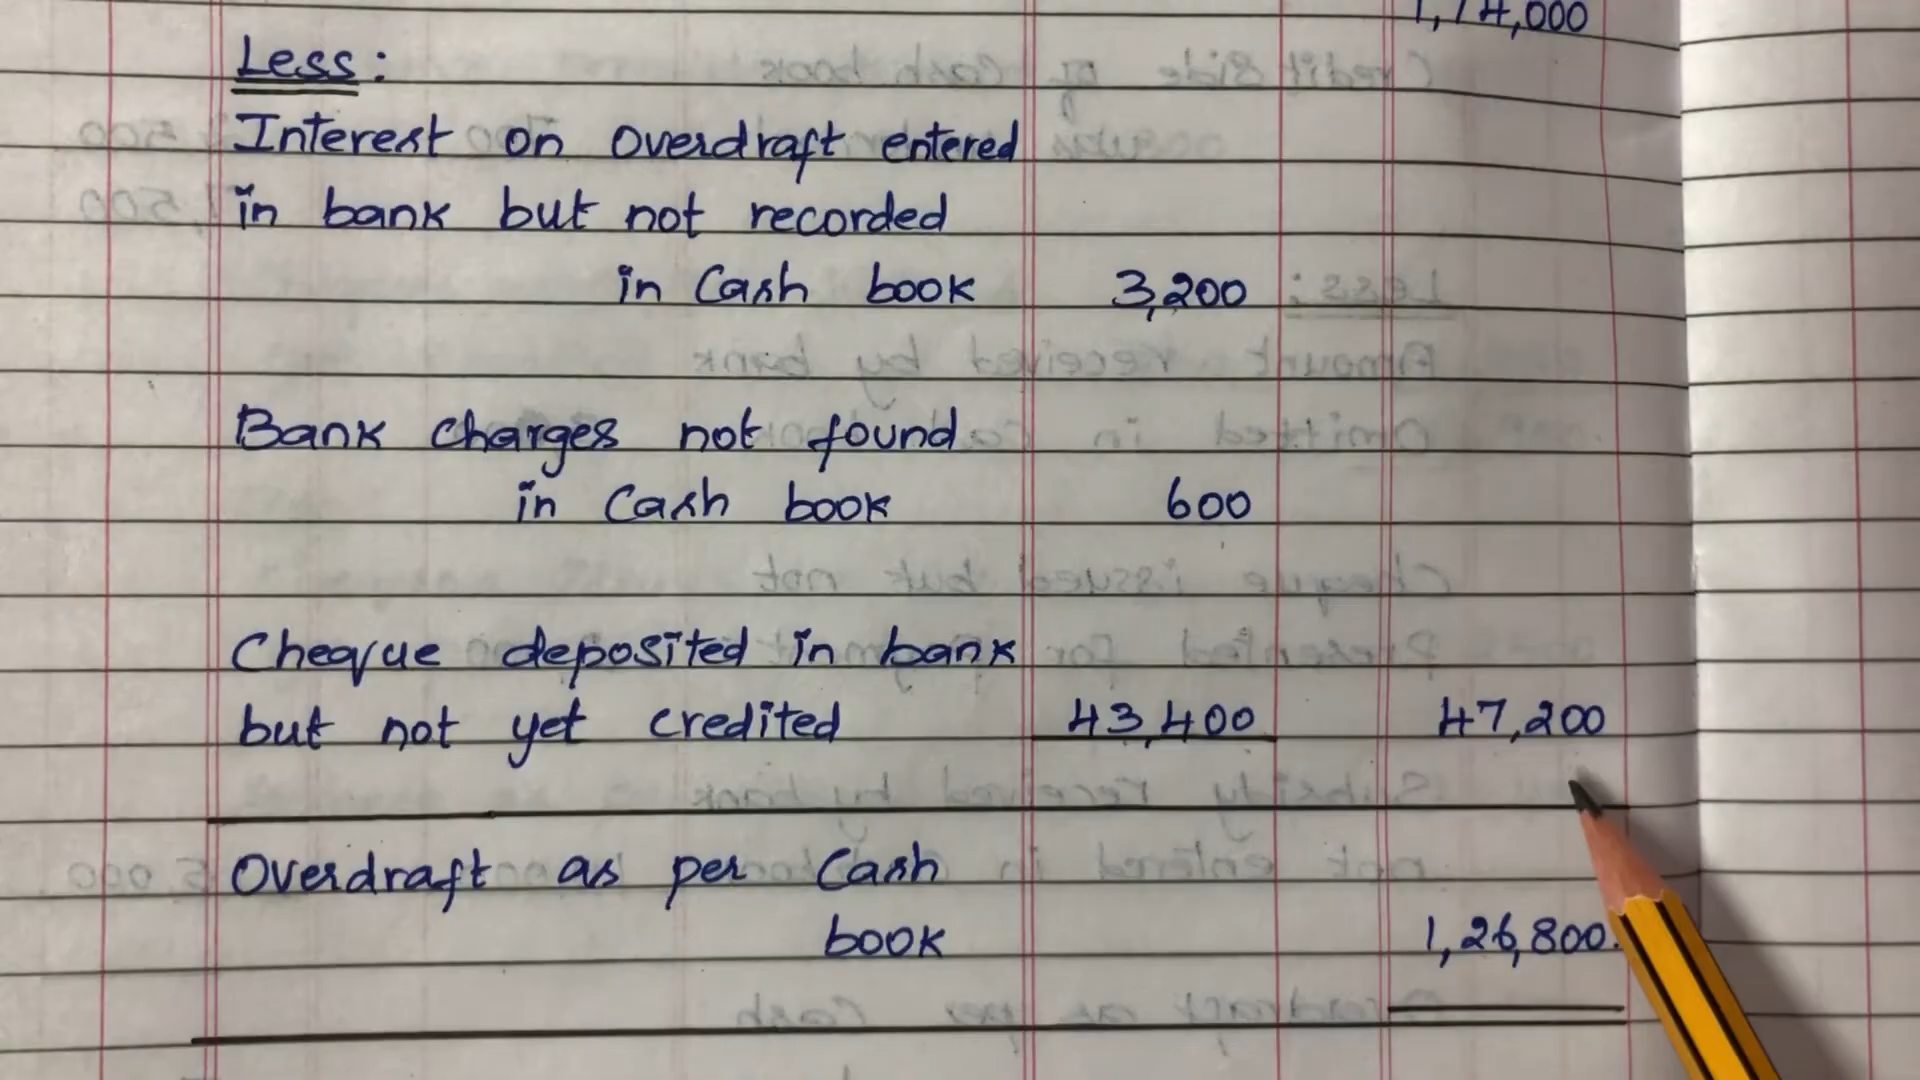 1,74,000
Less:
Interest on overdraft entered
in bank but not recorded
in Cash book 3,200
Bank charges not found
in Cash book 600
Cheque deposited in bank
but not yet credited 43,400 47,200
Overdraft as per Cash
book 1,26,800.